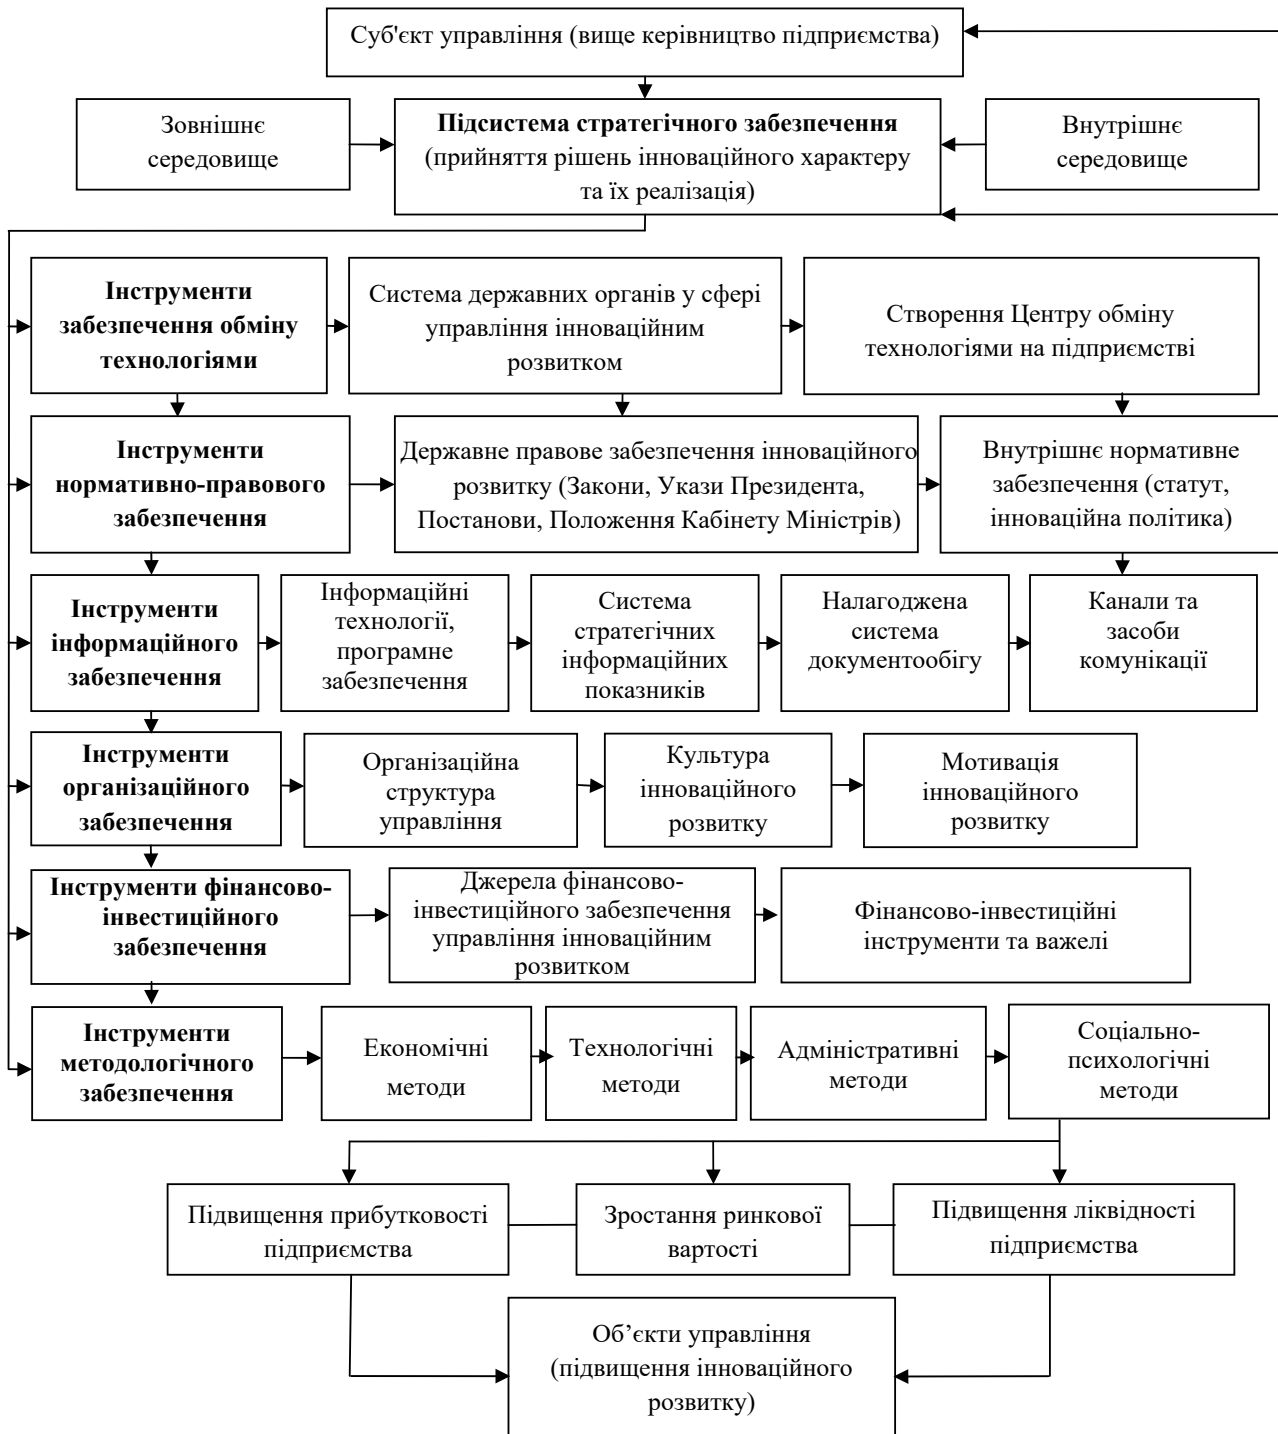 Суб'єкт управління (вище керівництво підприємства)
Зовнішнє
середовище
Підсистема стратегічного забезпечення
(прийняття рішень інноваційного характеру
та їх реалізація)
Внутрішнє
середовище
Інструменти
забезпечення обміну
технологіями
Система державних органів у сфері
управління інноваційним
розвитком
Створення Центру обміну
технологіями на підприємстві
Інструменти
нормативно-правового
забезпечення
Державне правове забезпечення інноваційного
розвитку (Закони, Укази Президента,
Постанови, Положення Кабінету Міністрів)
Внутрішнє нормативне
забезпечення (статут,
інноваційна політика)
Інструменти
інформаційного
забезпечення
Інформаційні
технології,
програмне
забезпечення
Система
стратегічних
інформаційних
показників
Налагоджена
система
документообігу
Канали та
засоби
комунікації
Інструменти
організаційного
забезпечення
Організаційна
структура
управління
Культура
інноваційного
розвитку
Мотивація
інноваційного
розвитку
Інструменти фінансово-
інвестиційного
забезпечення
Джерела фінансово-
інвестиційного забезпечення
управління інноваційним
розвитком
Фінансово-інвестиційні
інструменти та важелі
Інструменти
методологічного
забезпечення
Економічні
методи
Технологічні
методи
Адміністративні
методи
Соціально-
психологічні
методи
Підвищення прибутковості
підприємства
Зростання ринкової
вартості
Підвищення ліквідності
підприємства
Об’єкти управління
(підвищення інноваційного
розвитку)